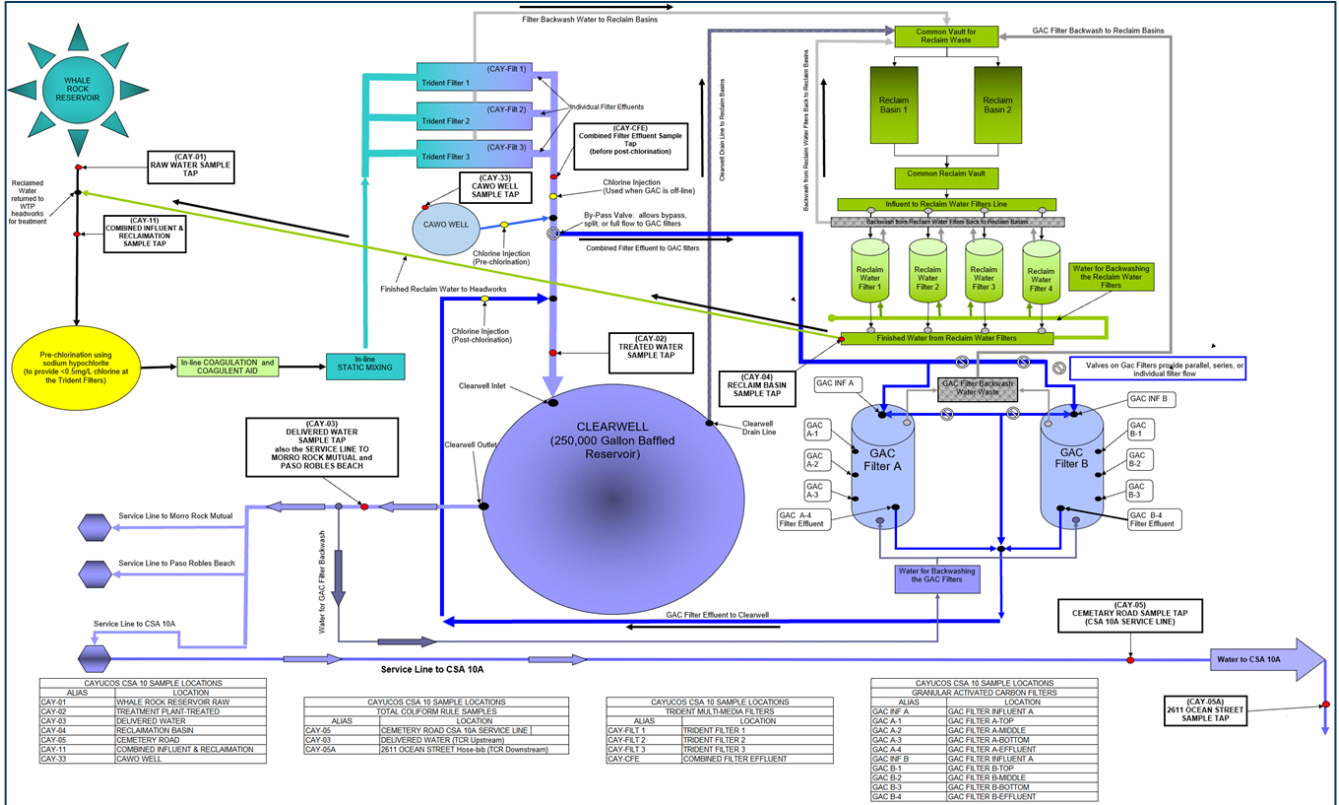 Filter Backwash Water to Reclaim Basins
GAC Filter Backwash to Reclaim Basins
Common Vault for
Reclaim Waste
WHALE
ROCK
RESERVOIR
(CAY-Filt 1)
Trident Filter 1
(CAY-Filt 2)
Trident Filter 2
(CAY-Filt 3)
Trident Filter 3
Individual Filter Effluents
(CAY-CFE)
Combined Filter Effluent Sample
Tap
(before post-chlorination)
Clearwell Drain Line to Reclaim Basins
Backwash from Reclaim Water Filters Back to Reclaim Basins
Reclaim
Basin 1
Reclaim
Basin 2
Common Reclaim Vault
Influent to Reclaim Water Filters Line
Backwash from Reclaim Water Filters Back To Reclaim Basins
Reclaim
Water
Filter 1
Reclaim
Water
Filter 2
Reclaim
Water
Filter 3
Reclaim
Water
Filter 4
Water for Backwashing
the Reclaim Water
Filters
Finished Water from Reclaim Water Filters
(CAY-01)
RAW WATER SAMPLE
TAP
Reclaimed
Water
returned to
WTP
headworks
for treatment
(CAY-11)
COMBINED INFLUENT &
RECLAIMATION
SAMPLE TAP
(CAY-33)
CAWO WELL
SAMPLE TAP
CAWO WELL
Chlorine Injection
(Used when GAC is off-line)
By-Pass Valve: allows bypass,
split, or full flow to GAC filters
Chlorine Injection
(Pre-chlorination)
Combined Filter Effluent to GAC filters
Finished Reclaim Water to Headworks
Chlorine Injection
(Post-chlorination)
(CAY-02)
TREATED WATER
SAMPLE TAP
(CAY-04)
RECLAIM BASIN
SAMPLE TAP
Pre-chlorination using
sodium hypochlorite
(to provide <0.5mg/L chlorine at
the Trident Filters)
In-line COAGULATION and
COAGULENT AID
In-line
STATIC MIXING
Valves on Gac Filters provide parallel, series, or
individual filter flow
GAC INF A
GAC Filter Backwash
Water Waste
GAC INF B
Clearwell Inlet
CLEARWELL
(250,000 Gallon Baffled
Reservoir)
Clearwell
Drain Line
Clearwell Outlet
(CAY-03)
DELIVERED WATER
SAMPLE TAP
also the SERVICE LINE TO
MORRO ROCK MUTUAL and
PASO ROBLES BEACH
GAC
A-1
GAC
A-2
GAC
A-3
GAC A-4
Filter Effluent
GAC
Filter A
GAC
Filter B
GAC
B-1
GAC
B-2
GAC
B-3
GAC B-4
Filter Effluent
Water for Backwashing
the GAC Filters
Service Line to Morro Rock Mutual
Service Line to Paso Robles Beach
Service Line to CSA 10A
Water for GAC Filter Backwash
GAC Filter Effluent to Clearwell
Service Line to CSA 10A
(CAY-05)
CEMETARY ROAD SAMPLE TAP
(CSA 10A SERVICE LINE)
Water to CSA 10A
(CAY-05A)
2611 OCEAN STREET
SAMPLE TAP
CAYUCOS CSA 10 SAMPLE LOCATIONS
ALIAS LOCATION
CAY-01 WHALE ROCK RESERVOIR RAW
CAY-02 TREATMENT PLANT-TREATED
CAY-03 DELIVERED WATER
CAY-04 RECLAMATION BASIN
CAY-05 CEMETARY ROAD
CAY-11 COMBINED INFLUENT & RECLAIMATION
CAY-33 CAWO WELL
CAYUCOS CSA 10 SAMPLE LOCATIONS
TOTAL COLIFORM RULE SAMPLES
ALIAS LOCATION
CAY-05 CEMETERY ROAD CSA 10A SERVICE LINE
CAY-03 DELIVERED WATER (TCR Upstream)
CAY-05A 2611 OCEAN STREET Hose-bib (TCR Downstream)
CAYUCOS CSA 10 SAMPLE LOCATIONS
TRIDENT MULTI-MEDIA FILTERS
ALIAS LOCATION
CAY-FILT 1 TRIDENT FILTER 1
CAY-FILT 2 TRIDENT FILTER 2
CAY-FILT 3 TRIDENT FILTER 3
CAY-CFE COMBINED FILTER EFFLUENT
CAYUCOS CSA 10 SAMPLE LOCATIONS
GRANULAR ACTIVATED CARBON FILTERS
ALIAS LOCATION
GAC INF A GAC FILTER INFLUENT A
GAC A-1 GAC FILTER A-TOP
GAC A-2 GAC FILTER A-MIDDLE
GAC A-3 GAC FILTER A-BOTTOM
GAC A-4 GAC FILTER A-EFFLUENT
GAC INF B GAC FILTER INFLUENT A
GAC B-1 GAC FILTER B-TOP
GAC B-2 GAC FILTER B-MIDDLE
GAC B-3 GAC FILTER B-BOTTOM
GAC B-4 GAC FILTER B-EFFLUENT